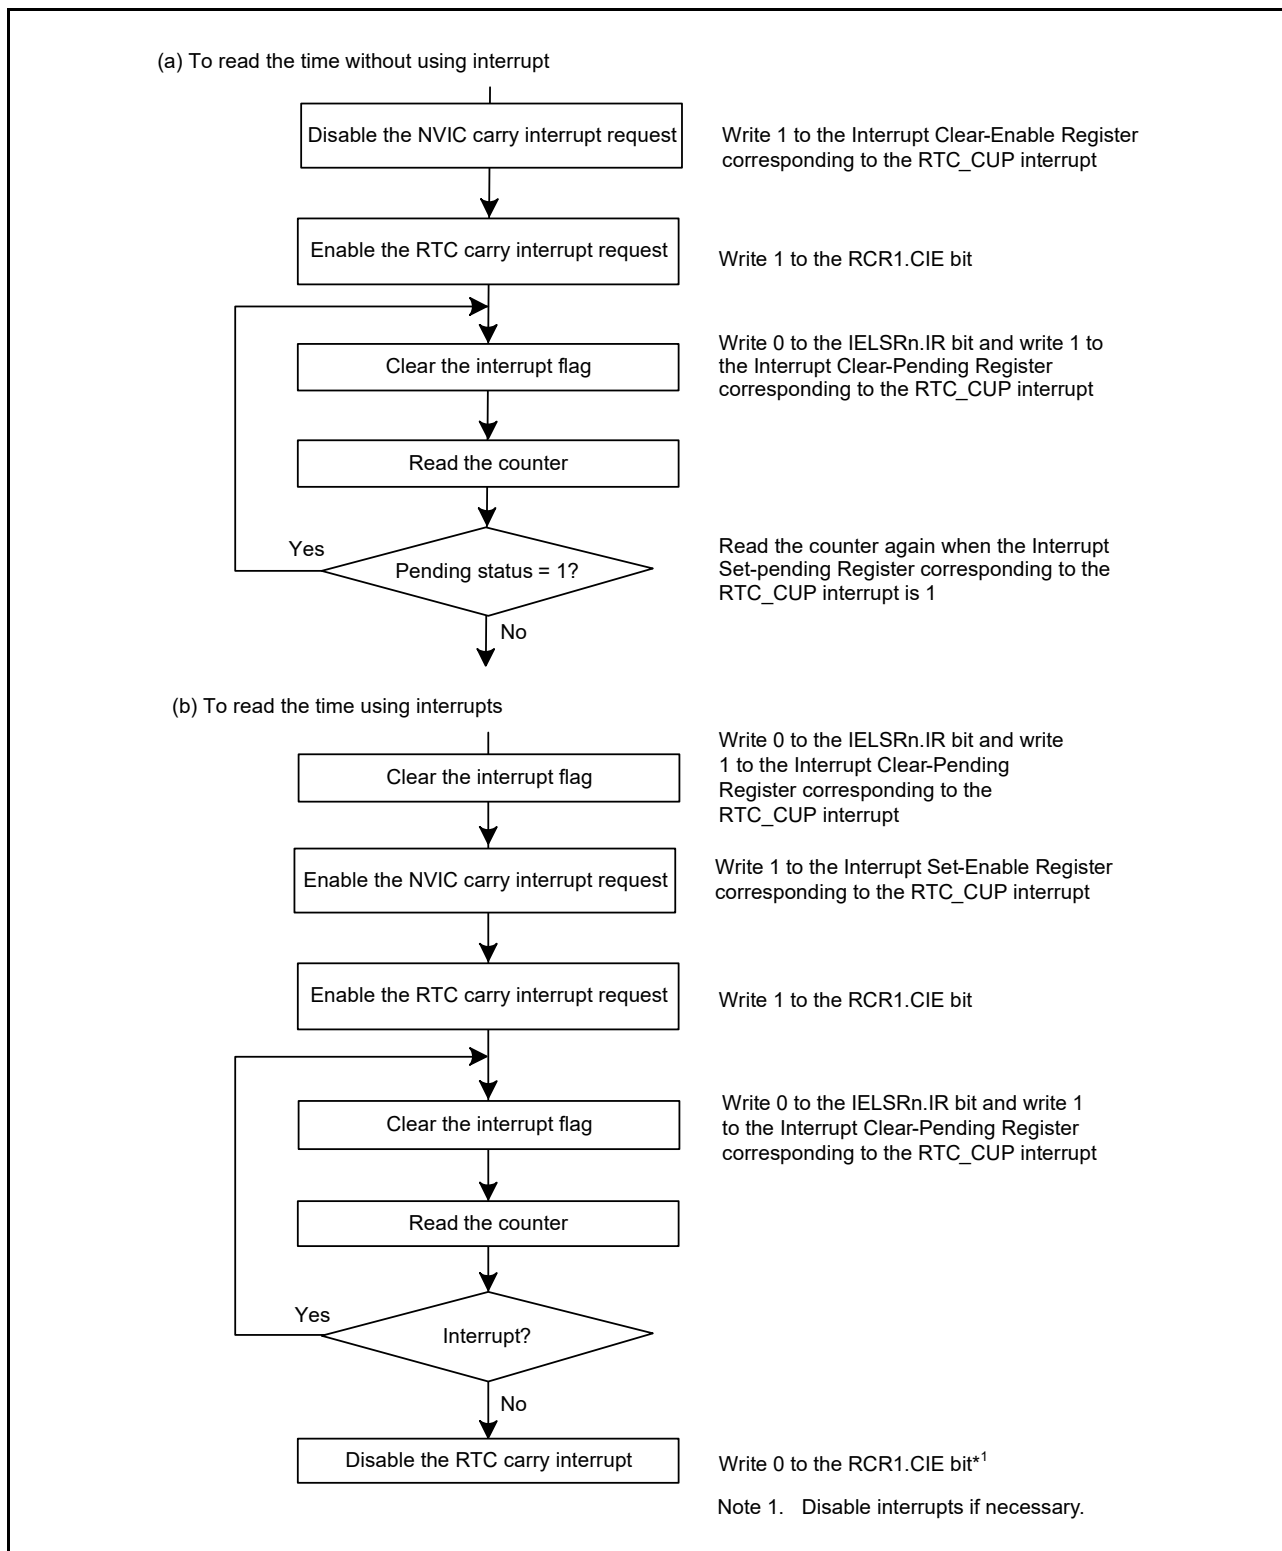 (a) To read the time without using interrupt
Disable the NVIC carry interrupt request
Write 1 to the Interrupt Clear-Enable Register
corresponding to the RTC_CUP interrupt
Enable the RTC carry interrupt request
Write 1 to the RCR1.CIE bit
Clear the interrupt flag
Write 0 to the IELSRn.IR bit and write 1 to
the Interrupt Clear-Pending Register
corresponding to the RTC_CUP interrupt
Read the counter
Yes
Pending status = 1?
Read the counter again when the Interrupt
Set-pending Register corresponding to the
RTC_CUP interrupt is 1
No
(b) To read the time using interrupts
Clear the interrupt flag
Write 0 to the IELSRn.IR bit and write
1 to the Interrupt Clear-Pending
Register corresponding to the
RTC_CUP interrupt
Enable the NVIC carry interrupt request
Write 1 to the Interrupt Set-Enable Register
corresponding to the RTC_CUP interrupt
Enable the RTC carry interrupt request
Write 1 to the RCR1.CIE bit
Clear the interrupt flag
Write 0 to the IELSRn.IR bit and write 1
to the Interrupt Clear-Pending Register
corresponding to the RTC_CUP interrupt
Read the counter
Yes
Interrupt?
No
Disable the RTC carry interrupt
Write 0 to the RCR1.CIE bit*1
Note 1. Disable interrupts if necessary.